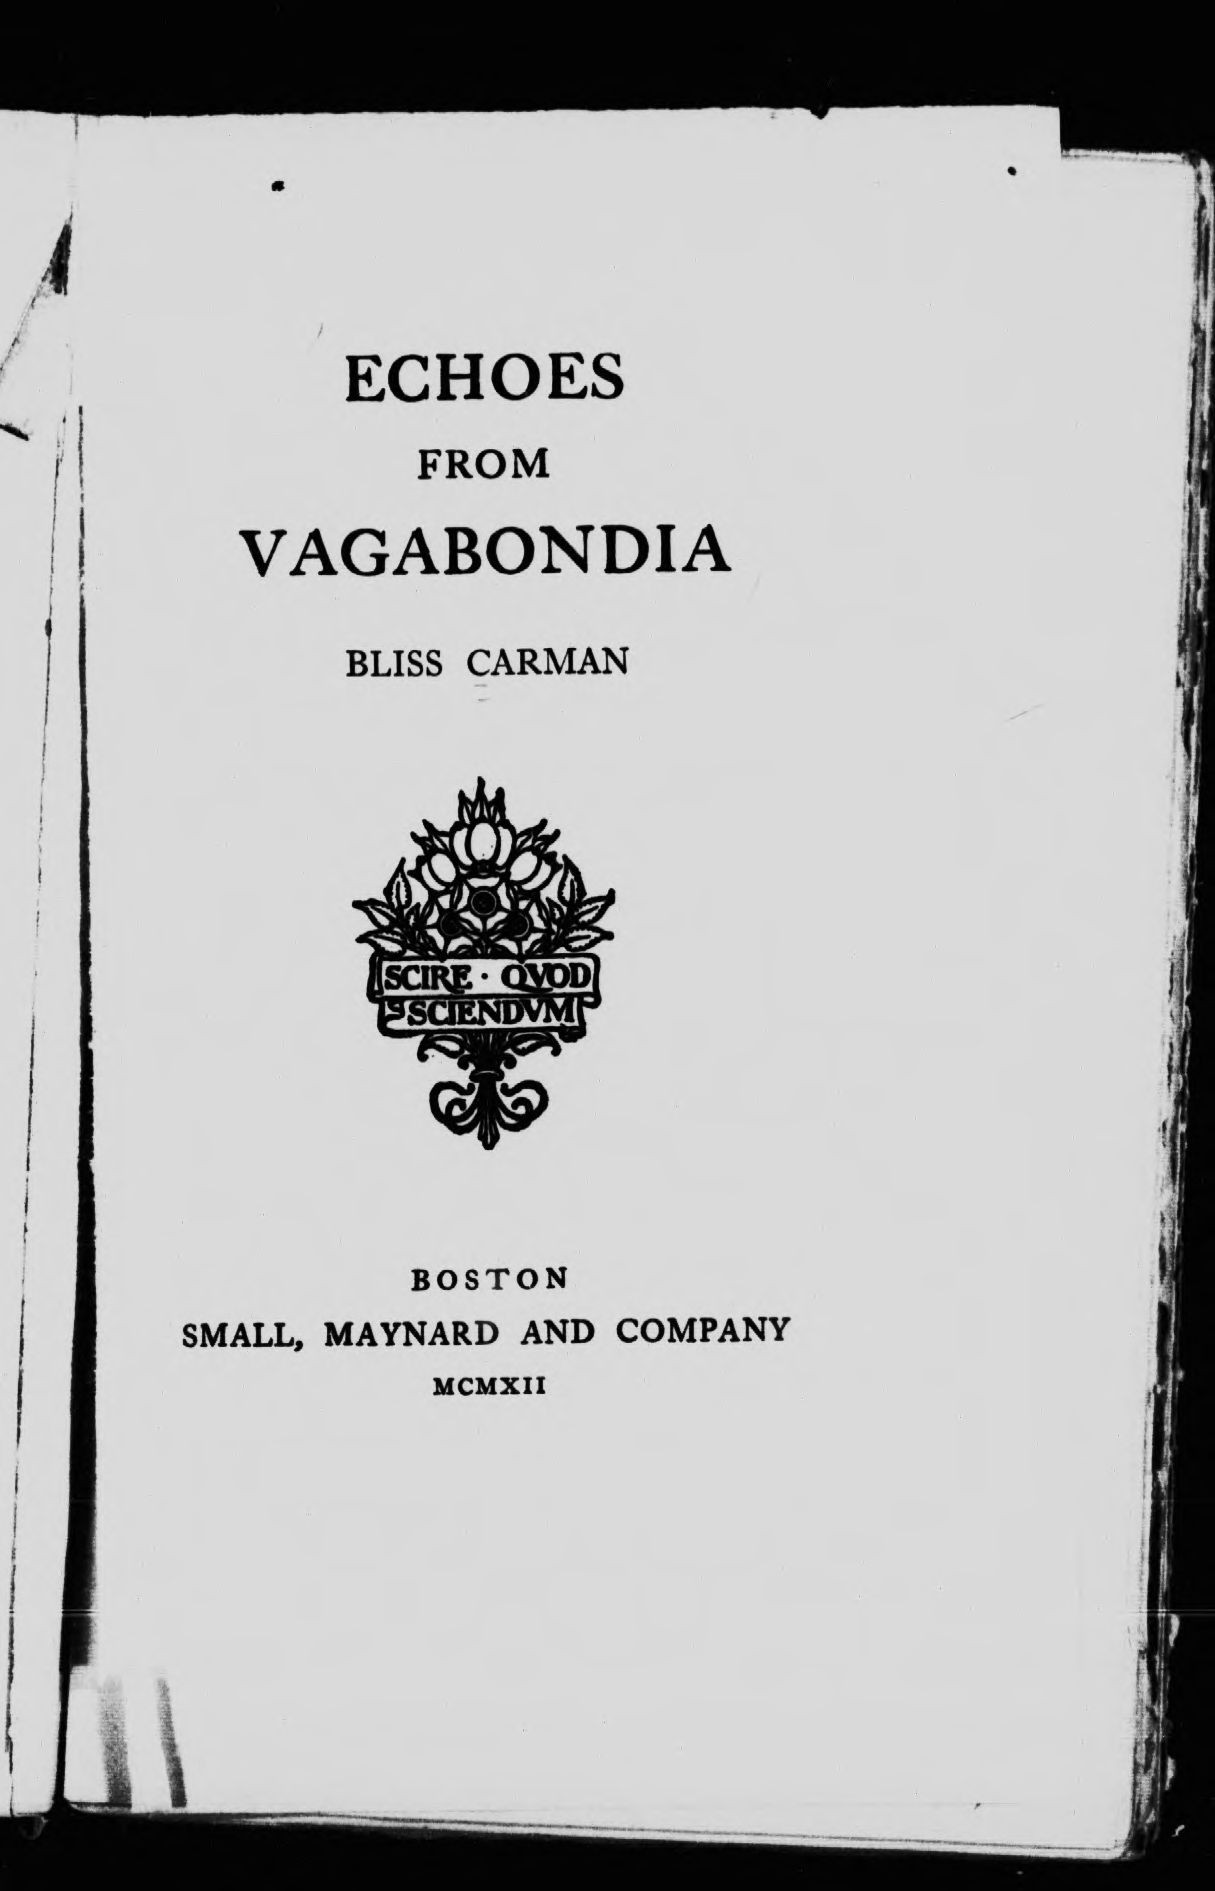 ECHOES
FROM
VAGABONDIA
BLISS CARMAN
SCIRE · QVOD
SCIENDVM
BOSTON
SMALL, MAYNARD AND COMPANY
MCMXII